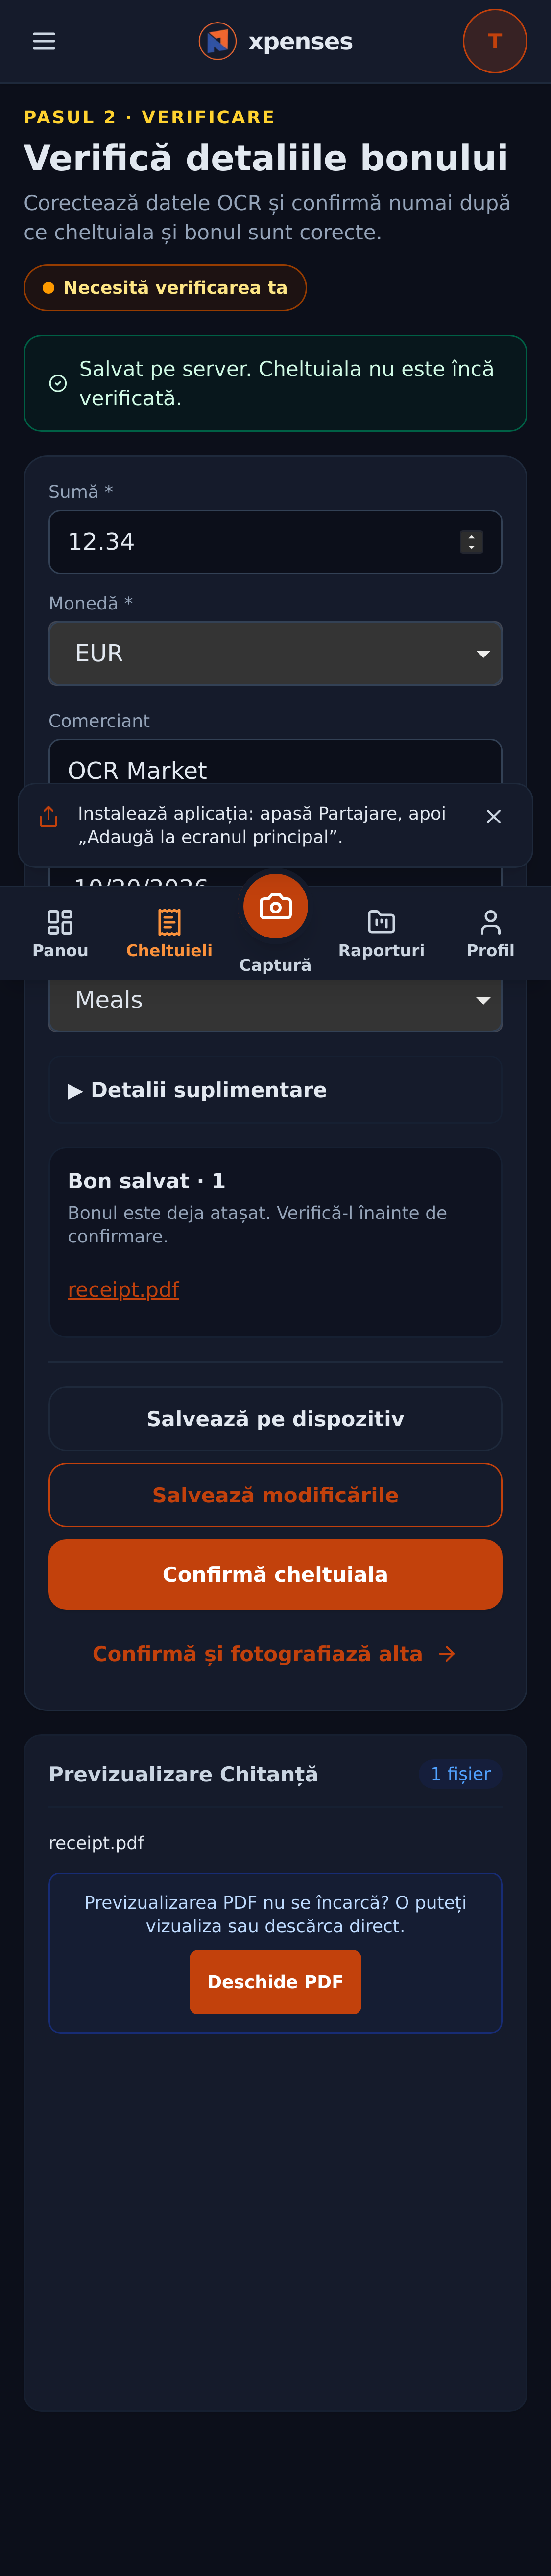 xpenses
T
PASUL 2 · VERIFICARE
Verifică detaliile bonului
Corectează datele OCR și confirmă numai după
ce cheltuiala și bonul sunt corecte.
Necesită verificarea ta
Salvat pe server. Cheltuiala nu este încă
verificată.
Sumă *
12.34
Monedă *
EUR
Comerciant
OCR Market
Instalează aplicația: apasă Partajare, apoi
„Adaugă la ecranul principal”.
Panou
Cheltuieli
Captură
Raporturi
Profil
Meals
▶ Detalii suplimentare
Bon salvat · 1
Bonul este deja atașat. Verifică-l înainte de
confirmare.
receipt.pdf
Salvează pe dispozitiv
Salvează modificările
Confirmă cheltuiala
Confirmă și fotografiază alta →
Previzualizare Chitanță
1 fișier
receipt.pdf
Previzualizarea PDF nu se încarcă? O puteți
vizualiza sau descărca direct.
Deschide PDF